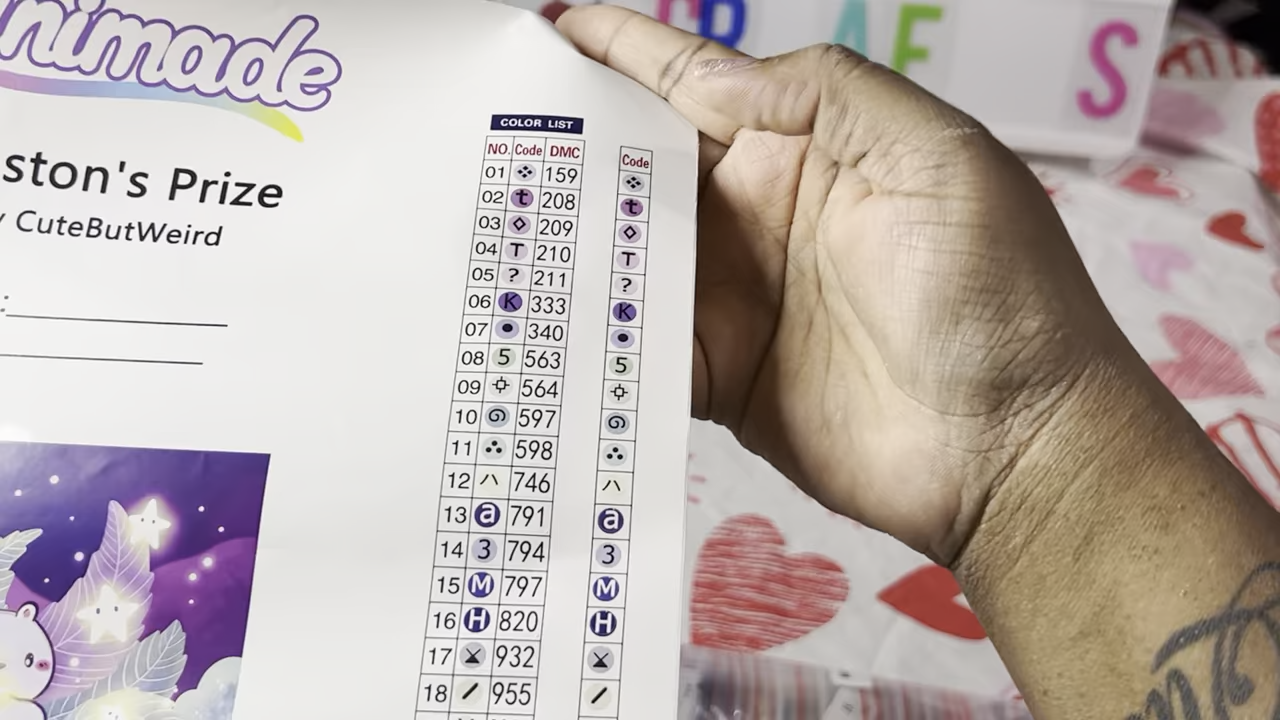 nimade
ston's Prize
CuteButWeird
:
COLOR LIST
NO. Code DMC Code
01 159
02 t 208 t
03 209
04 T 210 T
05 ? 211 ?
06 K 333 K
07 340
08 5 563 5
09 564
10 597
11 598
12 746
13 a 791 a
14 3 794 3
15 M 797 M
16 H 820 H
17 932
18 955
A F S